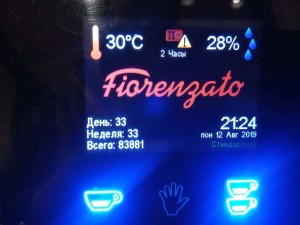 30°C 28%
2 Часы
Fiorenzato
День: 33
Неделя: 33
Всего: 83881
21:24
пон 12 Авг 2019
Стандартный